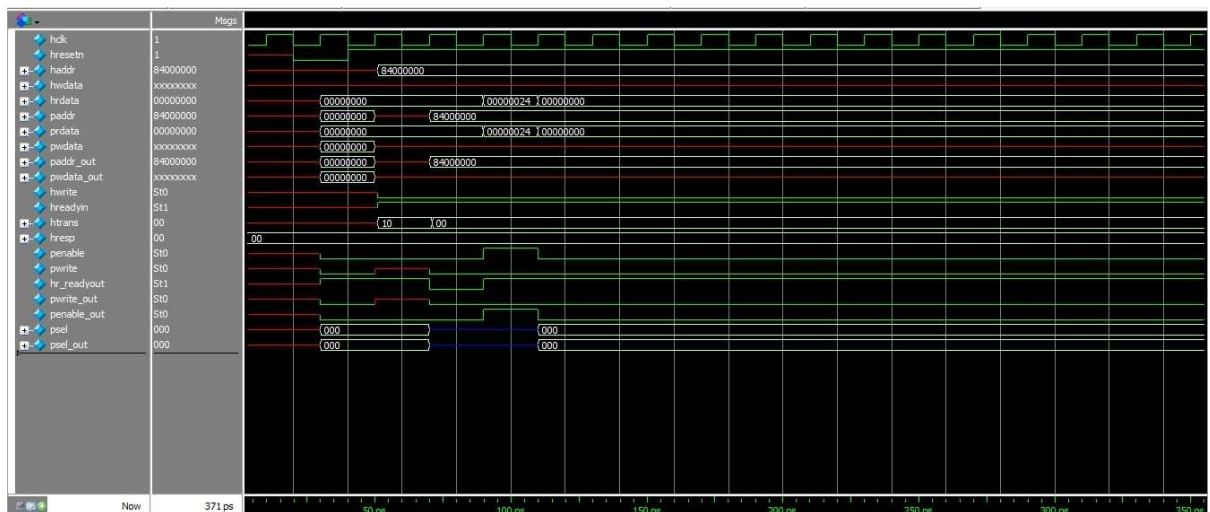 Msgs
hclk 1
hresetn 1
haddr 84000000 84000000
hwdata xxxxxxxx
hrdata 00000000 00000000 00000024 00000000
paddr 84000000 00000000 84000000
prdata 00000000 00000000 00000024 00000000
pwdata xxxxxxxx 00000000
paddr_out 84000000 00000000 84000000
pwdata_out xxxxxxxx 00000000
hwrite St0
hreadyin St1
htrans 00 10 00
hresp 00 00
penable St0
pwrite St0
hr_readyout St1
pwrite_out St0
penable_out St0
psel 000 000 000
psel_out 000 000 000
Now 371 ps 50 ps 100 ps 150 ps 200 ps 250 ps 300 ps 350 ps